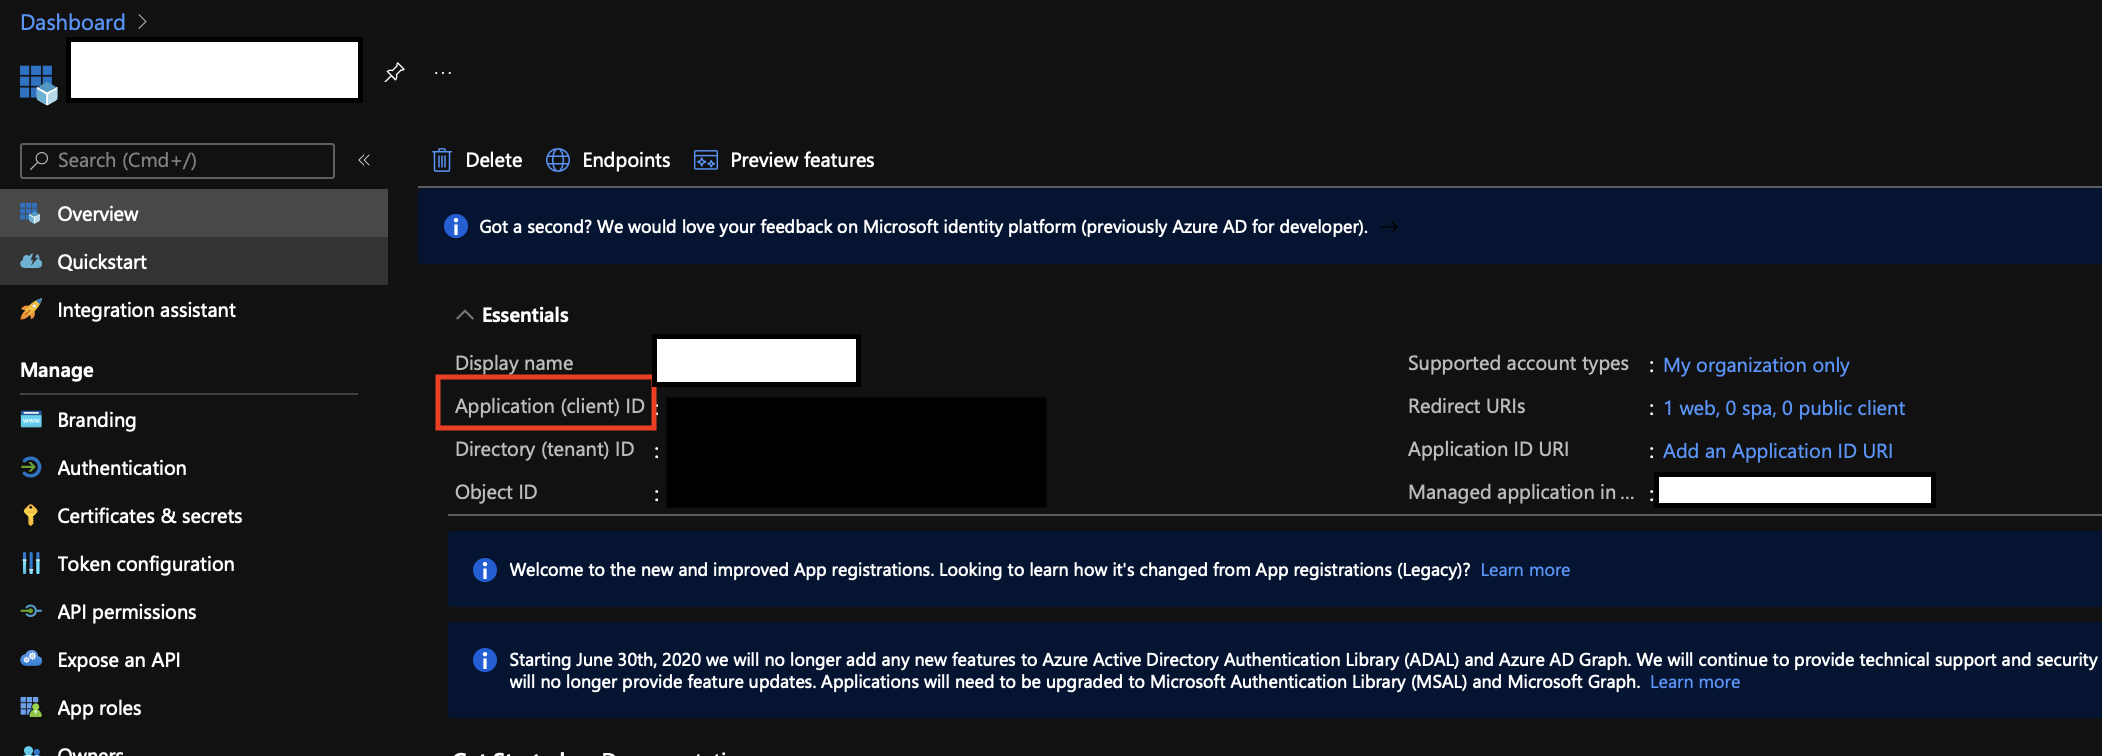 Dashboard
Search (Cmd+/)
Overview
Quickstart
Integration assistant
Manage
Branding
Authentication
Certificates & secrets
Token configuration
API permissions
Expose an API
App roles
Owners
Delete Endpoints Preview features
Got a second? We would love your feedback on Microsoft identity platform (previously Azure AD for developer). →
Essentials
Display name
Application (client) ID :
Directory (tenant) ID :
Object ID :
Supported account types : My organization only
Redirect URIs : 1 web, 0 spa, 0 public client
Application ID URI : Add an Application ID URI
Managed application in ... :
Welcome to the new and improved App registrations. Looking to learn how it's changed from App registrations (Legacy)? Learn more
Starting June 30th, 2020 we will no longer add any new features to Azure Active Directory Authentication Library (ADAL) and Azure AD Graph. We will continue to provide technical support and security
will no longer provide feature updates. Applications will need to be upgraded to Microsoft Authentication Library (MSAL) and Microsoft Graph. Learn more
Get Started Documentation